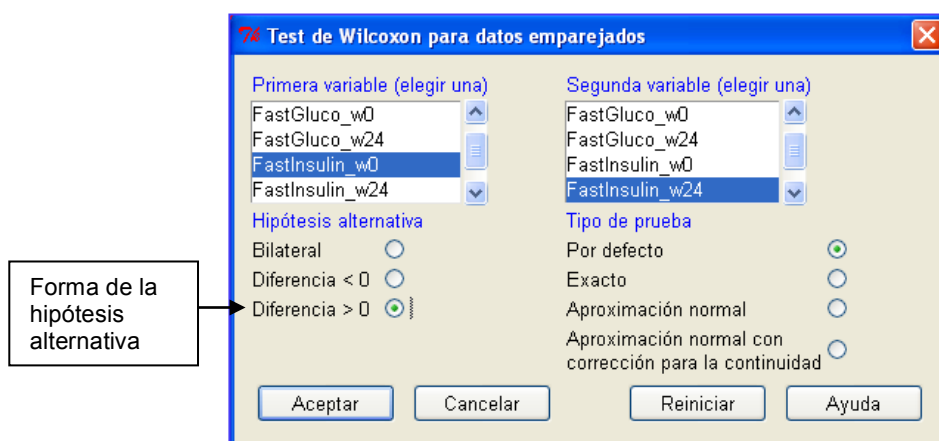 Test de Wilcoxon para datos emparejados
Primera variable (elegir una)
FastGluco_w0
FastGluco_w24
FastInsulin_w0
FastInsulin_w24
Segunda variable (elegir una)
FastGluco_w0
FastGluco_w24
FastInsulin_w0
FastInsulin_w24
Hipótesis alternativa
Bilateral
Diferencia < 0
Diferencia > 0
Tipo de prueba
Por defecto
Exacto
Aproximación normal
Aproximación normal con
corrección para la continuidad
Forma de la
hipótesis
alternativa
Aceptar
Cancelar
Reiniciar
Ayuda